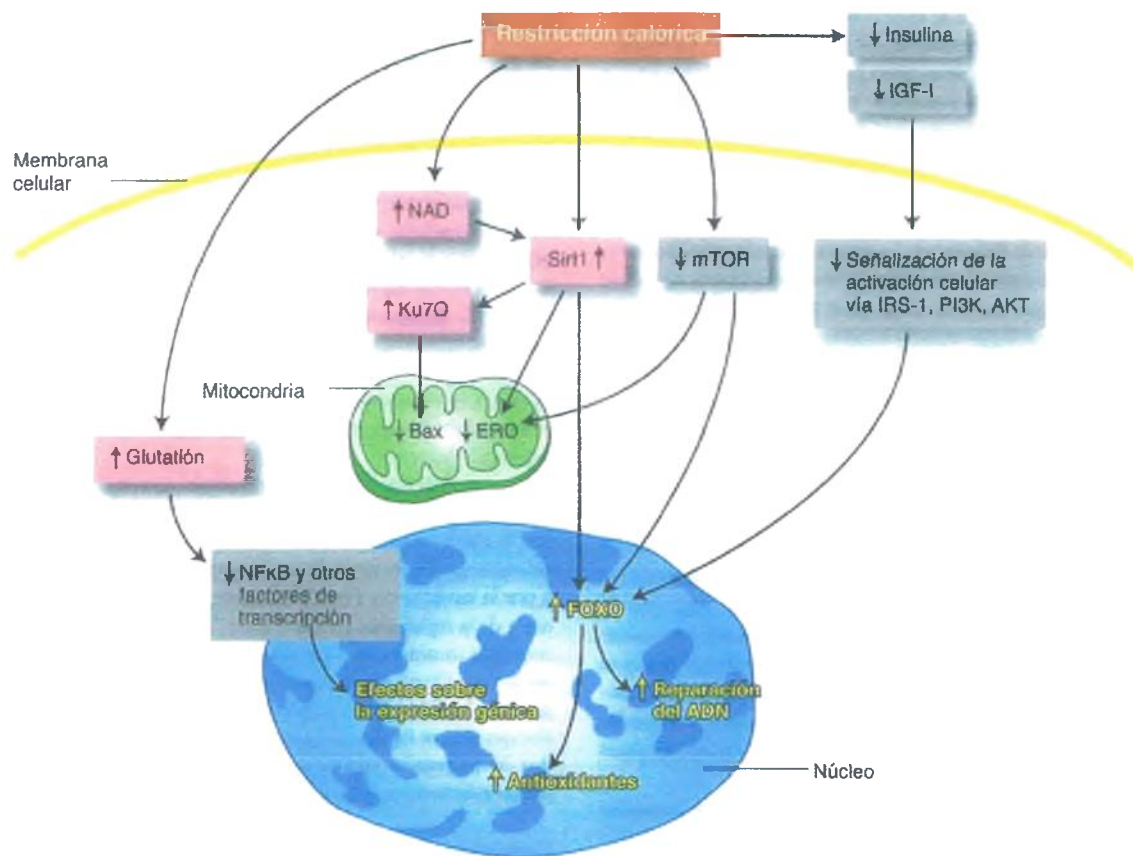 Restricción calórica
↓ Insulina
↓ IGF-I
Membrana
celular
↑ NAD
Sirt1 ↑
↓ mTOR
↓ Señalización de la
activación celular
vía IRS-1, PI3K, AKT
↑ Ku70
Mitocondria
↓ Bax ↓ ERO
↑ Glutatión
↓ NFκB y otros
factores de
transcripción
↑ FOXO
Efectos sobre
la expresión génica
↑ Reparación
del ADN
↑ Antioxidantes
Núcleo